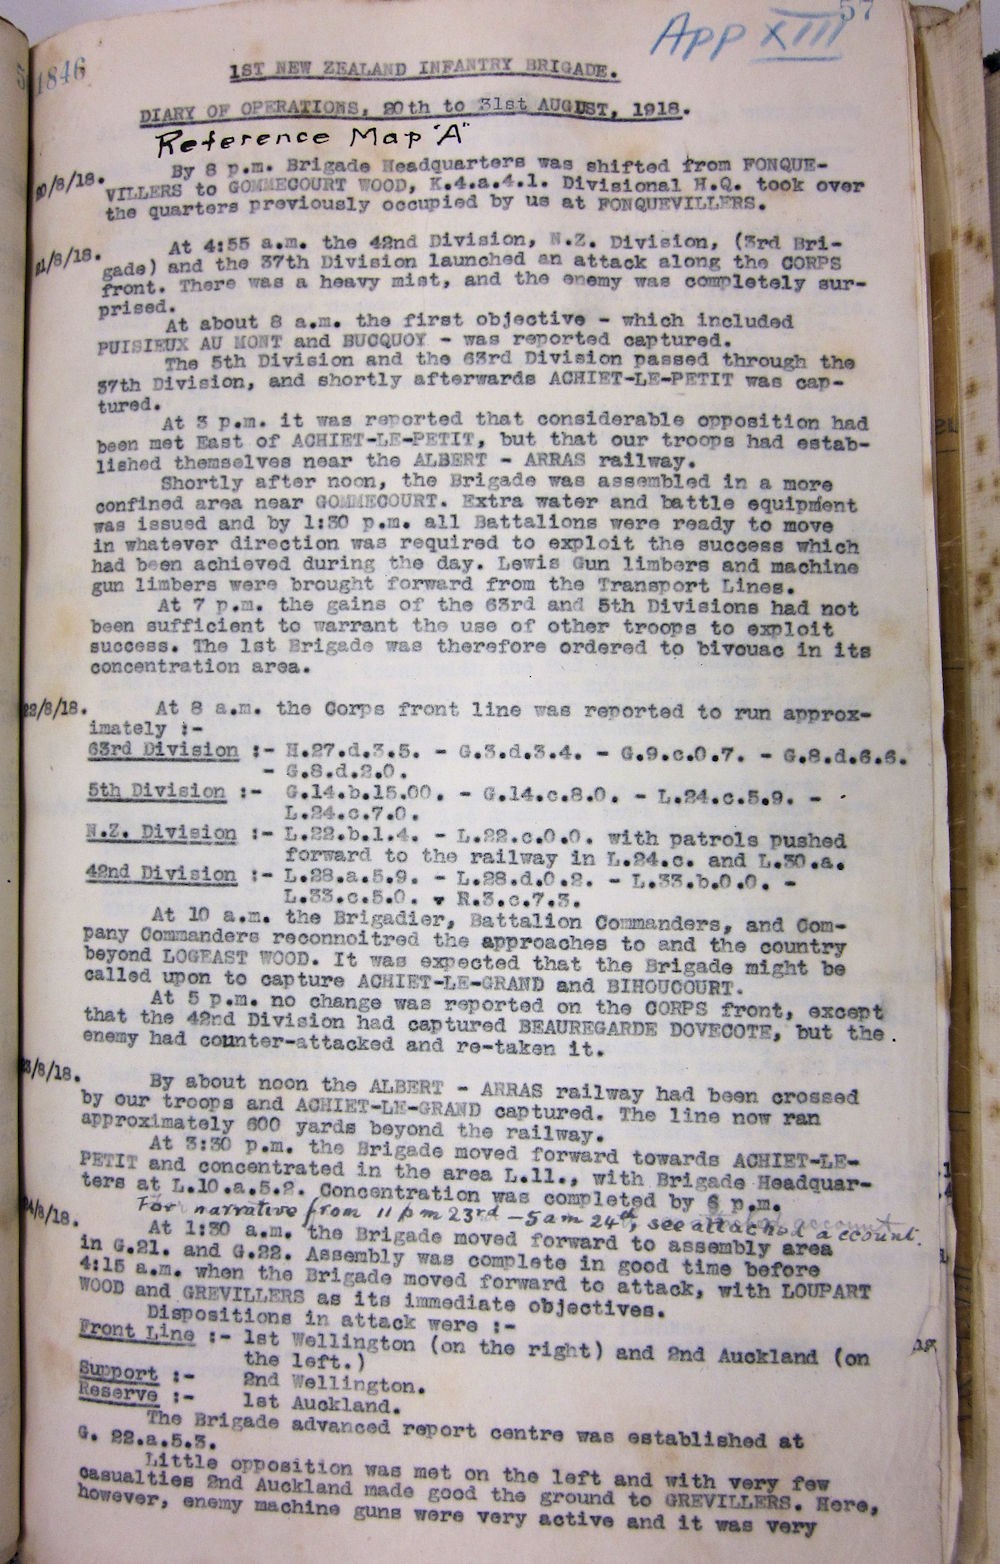 57
App XIII
1846
1ST NEW ZEALAND INFANTRY BRIGADE.
DIARY OF OPERATIONS, 20th to 31st AUGUST, 1918.
Reference Map "A"
20/8/18. By 8 p.m. Brigade Headquarters was shifted from FONQUE-
VILLERS to GOMMECOURT WOOD, K.4.a.4.1. Divisional H.Q. took over
the quarters previously occupied by us at FONQUEVILLERS.
21/8/18. At 4:55 a.m. the 42nd Division, N.Z. Division, (3rd Bri-
gade) and the 37th Division launched an attack along the CORPS
front. There was a heavy mist, and the enemy was completely sur-
prised.
At about 8 a.m. the first objective - which included
PUISIEUX AU MONT and BUCQUOY - was reported captured.
The 5th Division and the 63rd Division passed through the
37th Division, and shortly afterwards ACHIET-LE-PETIT was cap-
tured.
At 3 p.m. it was reported that considerable opposition had
been met East of ACHIET-LE-PETIT, but that our troops had estab-
lished themselves near the ALBERT - ARRAS railway.
Shortly after noon, the Brigade was assembled in a more
confined area near GOMMECOURT. Extra water and battle equipment
was issued and by 1:30 p.m. all Battalions were ready to move
in whatever direction was required to exploit the success which
had been achieved during the day. Lewis Gun limbers and machine
gun limbers were brought forward from the Transport Lines.
At 7 p.m. the gains of the 63rd and 5th Divisions had not
been sufficient to warrant the use of other troops to exploit
success. The 1st Brigade was therefore ordered to bivouac in its
concentration area.
22/8/18. At 8 a.m. the Corps front line was reported to run approx-
imately :-
63rd Division :- H.27.d.3.5. - G.3.d.3.4. - G.9.c.0.7. - G.8.d.6.6.
- G.8.d.2.0.
5th Division :- G.14.b.15.00. - G.14.c.8.0. - L.24.c.5.9. -
L.24.c.7.0.
N.Z. Division :- L.22.b.1.4. - L.22.c.0.0. with patrols pushed
forward to the railway in L.24.c. and L.30.a.
42nd Division :- L.28.a.5.9. - L.28.d.0.2. - L.33.b.0.0. -
L.33.c.5.0. - R.3.c.7.3.
At 10 a.m. the Brigadier, Battalion Commanders, and Com-
pany Commanders reconnoitred the approaches to and the country
beyond LOGEAST WOOD. It was expected that the Brigade might be
called upon to capture ACHIET-LE-GRAND and BIHOUCOURT.
At 5 p.m. no change was reported on the CORPS front, except
that the 42nd Division had captured BEAUREGARDE DOVECOTE, but the
enemy had counter-attacked and re-taken it.
23/8/18. By about noon the ALBERT - ARRAS railway had been crossed
by our troops and ACHIET-LE-GRAND captured. The line now ran
approximately 600 yards beyond the railway.
At 3:30 p.m. the Brigade moved forward towards ACHIET-LE-
PETIT and concentrated in the area L.11., with Brigade Headquar-
ters at L.10.a.5.2. Concentration was completed by 6 p.m.
For narrative from 11 pm 23rd - 5 am 24th, see attached account.
24/8/18. At 1:30 a.m. the Brigade moved forward to assembly area
in G.21. and G.22. Assembly was complete in good time before
4:15 a.m. when the Brigade moved forward to attack, with LOUPART
WOOD and GREVILLERS as its immediate objectives.
Dispositions in attack were :-
Front Line :- 1st Wellington (on the right) and 2nd Auckland (on
the left.)
Support :- 2nd Wellington.
Reserve :- 1st Auckland.
The Brigade advanced report centre was established at
G. 22.a.5.3.
Little opposition was met on the left and with very few
casualties 2nd Auckland made good the ground to GREVILLERS. Here,
however, enemy machine guns were very active and it was very